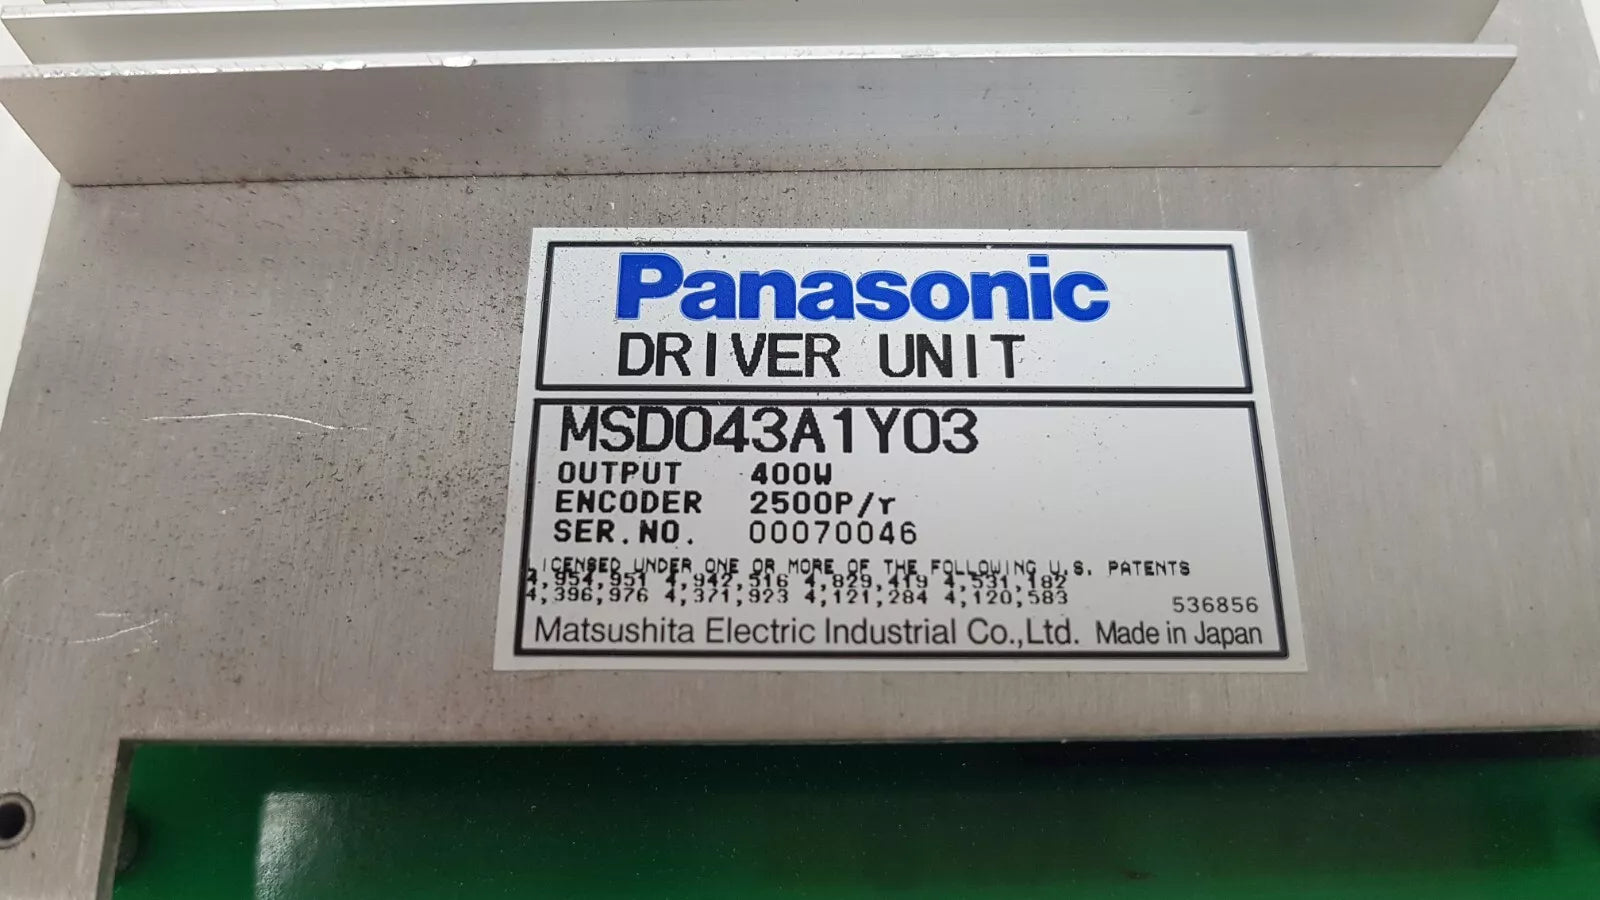 Panasonic
DRIVER UNIT
MSD043A1Y03
OUTPUT 400W
ENCODER 2500P/r
SER.NO. 00070046
LICENSED UNDER ONE OR MORE OF THE FOLLOWING U.S. PATENTS
4,954,951 4,942,516 4,829,419 4,531,182
4,396,976 4,371,923 4,121,284 4,120,583
536856
Matsushita Electric Industrial Co.,Ltd. Made in Japan